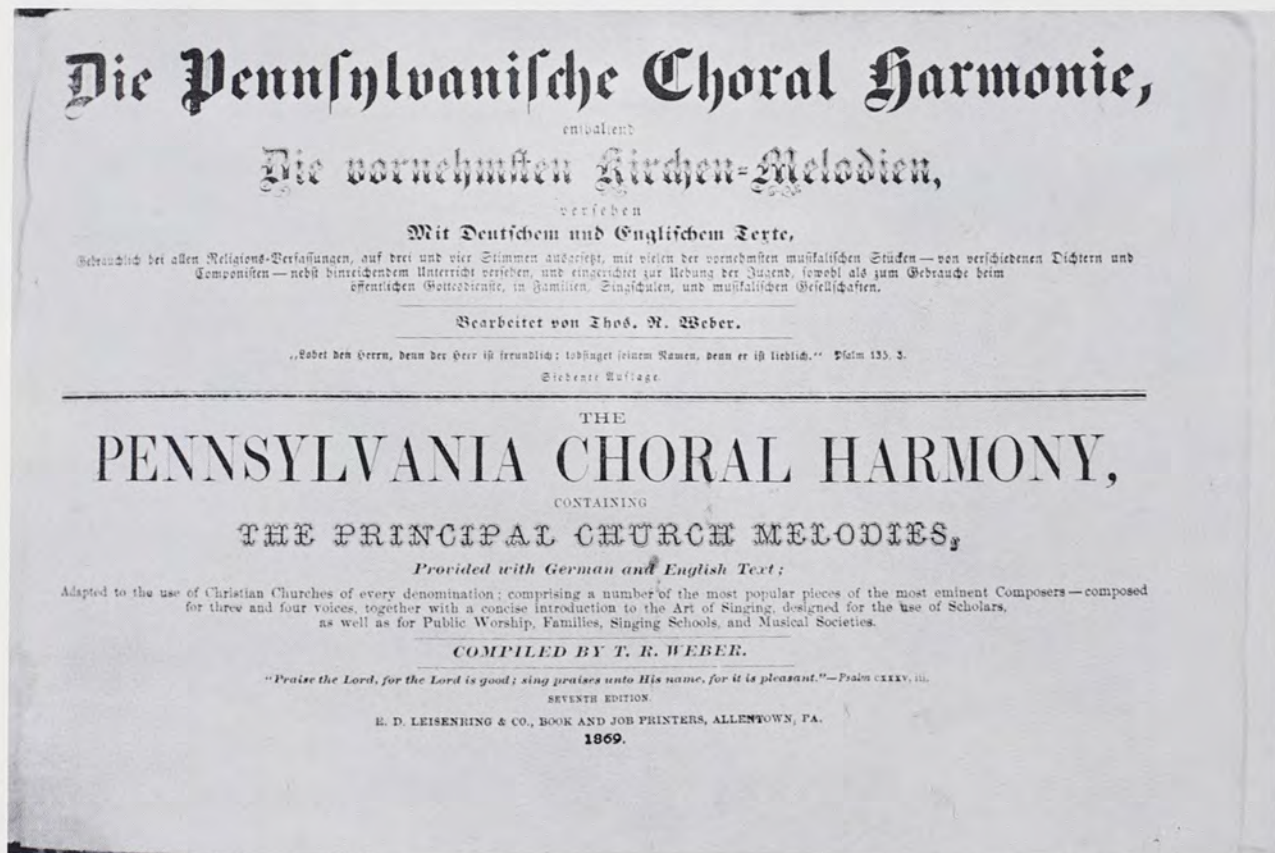 Die Pennsylvanische Choral Harmonie,
enthaltend
Die vornehmsten Kirchen-Melodien,
versehen
Mit Deutschem und Englischem Texte,
Gebräuchlich bei allen Religions-Verfassungen, auf drei und vier Stimmen ausgesetzt, mit vielen der vornehmsten musikalischen Stücken — von verschiedenen Dichtern und
Componisten — nebst hinreichendem Unterricht versehen, und eingerichtet zur Uebung der Jugend, sowohl als zum Gebrauche beim
öffentlichen Gottesdienste, in Familien, Singschulen, und musikalischen Gesellschaften.
Bearbeitet von Thos. R. Weber.
„Lobet den Herrn, denn der Herr ist freundlich; lobsinget seinem Namen, denn er ist lieblich.“ Psalm 135, 3.
Siebente Auflage.
THE
PENNSYLVANIA CHORAL HARMONY,
CONTAINING
THE PRINCIPAL CHURCH MELODIES,
Provided with German and English Text;
Adapted to the use of Christian Churches of every denomination; comprising a number of the most popular pieces of the most eminent Composers — composed
for three and four voices, together with a concise introduction to the Art of Singing, designed for the use of Scholars,
as well as for Public Worship, Families, Singing Schools, and Musical Societies.
COMPILED BY T. R. WEBER.
"Praise the Lord, for the Lord is good; sing praises unto His name, for it is pleasant."—Psalm CXXXV, iii.
SEVENTH EDITION.
E. D. LEISENRING & CO., BOOK AND JOB PRINTERS, ALLENTOWN, PA.
1869.